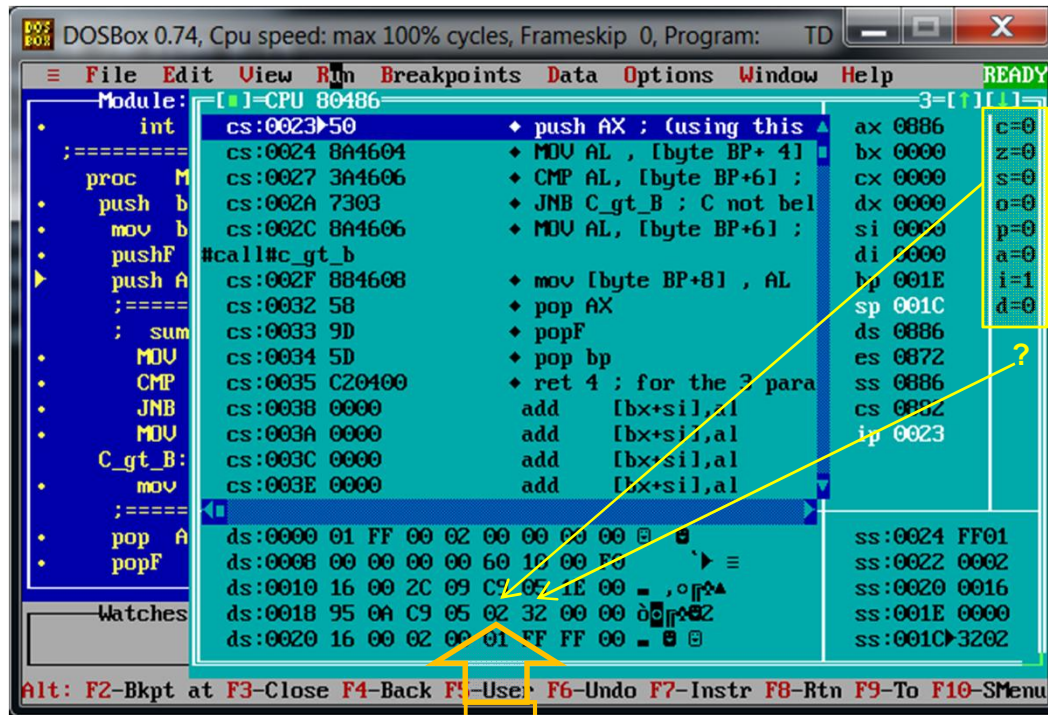 DOSBox 0.74, Cpu speed: max 100% cycles, Frameskip 0, Program: TD
≡ File Edit View Run Breakpoints Data Options Window Help READY
Module: [■]=CPU 80486 3=[↑][↓]
int cs:0023►50 ♦ push AX ; (using this ax 0886 c=0
;========= cs:0024 8A4604 ♦ MOV AL , [byte BP+ 4] bx 0000 z=0
proc M cs:0027 3A4606 ♦ CMP AL, [byte BP+6] ; cx 0000 s=0
push b cs:002A 7303 ♦ JNB C_gt_B ; C not bel dx 0000 o=0
mov b cs:002C 8A4606 ♦ MOV AL, [byte BP+6] ; si 0000 p=0
pushF #call#c_gt_b di 0000 a=0
push A cs:002F 884608 ♦ mov [byte BP+8] , AL bp 001E i=1
;===== cs:0032 58 ♦ pop AX sp 001C d=0
; sum cs:0033 9D ♦ popF ds 0886
MOV cs:0034 5D ♦ pop bp es 0872 ?
CMP cs:0035 C20400 ♦ ret 4 ; for the 3 para ss 0886
JNB cs:0038 0000 add [bx+si],al cs 0882
MOV cs:003A 0000 add [bx+si],al ip 0023
C_gt_B: cs:003C 0000 add [bx+si],al
mov cs:003E 0000 add [bx+si],al
;=====
pop A ds:0000 01 FF 00 02 00 00 00 00 ss:0024 FF01
popF ds:0008 00 00 00 00 60 10 00 F0 ss:0022 0002
ds:0010 16 00 2C 09 C9 05 1E 00 ss:0020 0016
Watches ds:0018 95 0A C9 05 02 32 00 00 ss:001E 0000
ds:0020 16 00 02 00 01 FF FF 00 ss:001C►3202
Alt: F2-Bkpt at F3-Close F4-Back F5-User F6-Undo F7-Instr F8-Rtn F9-To F10-SMenu